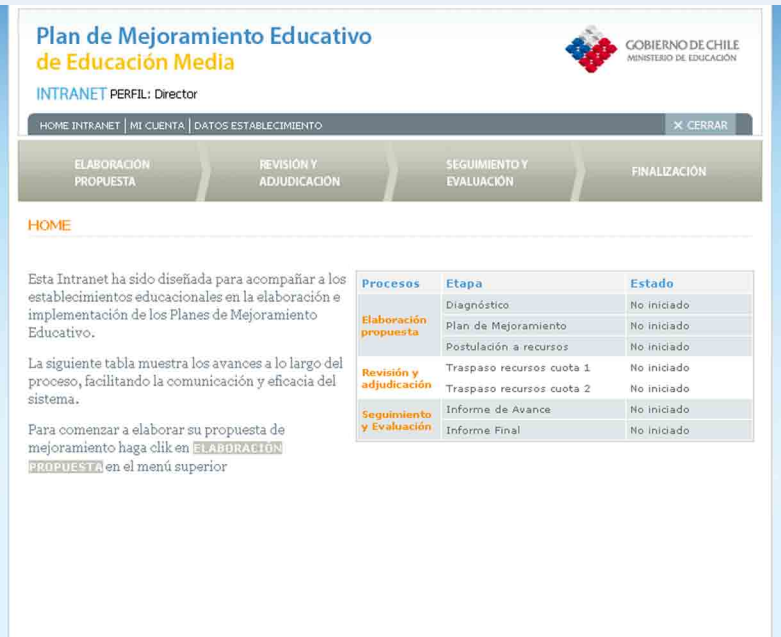 Plan de Mejoramiento Educativo
de Educación Media
GOBIERNO DE CHILE
MINISTERIO DE EDUCACIÓN
INTRANET PERFIL: Director
HOME INTRANET | MI CUENTA | DATOS ESTABLECIMIENTO
X CERRAR
ELABORACIÓN
PROPUESTA
REVISIÓN Y
ADJUDICACIÓN
SEGUIMIENTO Y
EVALUACIÓN
FINALIZACIÓN
HOME
Esta Intranet ha sido diseñada para acompañar a los
establecimientos educacionales en la elaboración e
implementación de los Planes de Mejoramiento
Educativo.
La siguiente tabla muestra los avances a lo largo del
proceso, facilitando la comunicación y eficacia del
sistema.
Para comenzar a elaborar su propuesta de
mejoramiento haga clik en ELABORACIÓN
PROPUESTA en el menú superior
Procesos Etapa Estado
Elaboración
propuesta
Diagnóstico No iniciado
Plan de Mejoramiento No iniciado
Postulación a recursos No iniciado
Revisión y
adjudicación
Traspaso recursos cuota 1 No iniciado
Traspaso recursos cuota 2 No iniciado
Seguimiento
y Evaluación
Informe de Avance No iniciado
Informe Final No iniciado